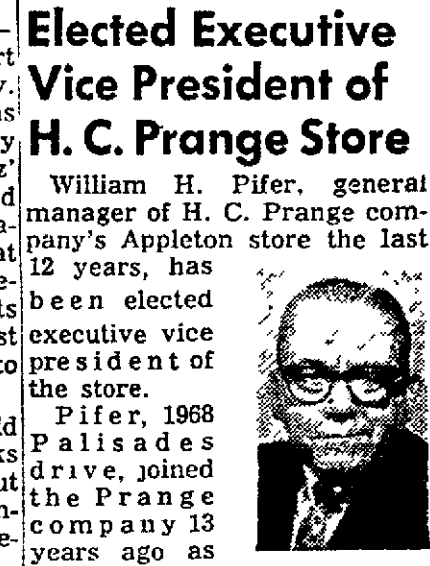 Elected Executive
Vice President of
H. C. Prange Store
William H. Pifer, general
manager of H. C. Prange com-
pany's Appleton store the last
12 years, has
been elected
executive vice
president of
the store.
Pifer, 1968
Palisades
drive, joined
the Prange
company 13
years ago as